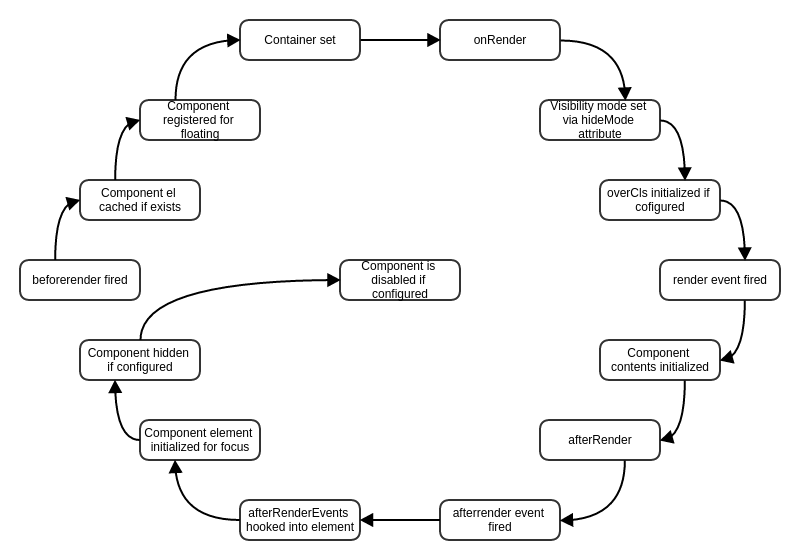 Container set
onRender
Component
registered for
floating
Visibility mode set
via hideMode
attribute
Component el
cached if exists
overCls initialized if
cofigured
beforerender fired
Component is
disabled if
configured
render event fired
Component hidden
if configured
Component
contents initialized
Component element
initialized for focus
afterRender
afterRenderEvents
hooked into element
afterrender event
fired